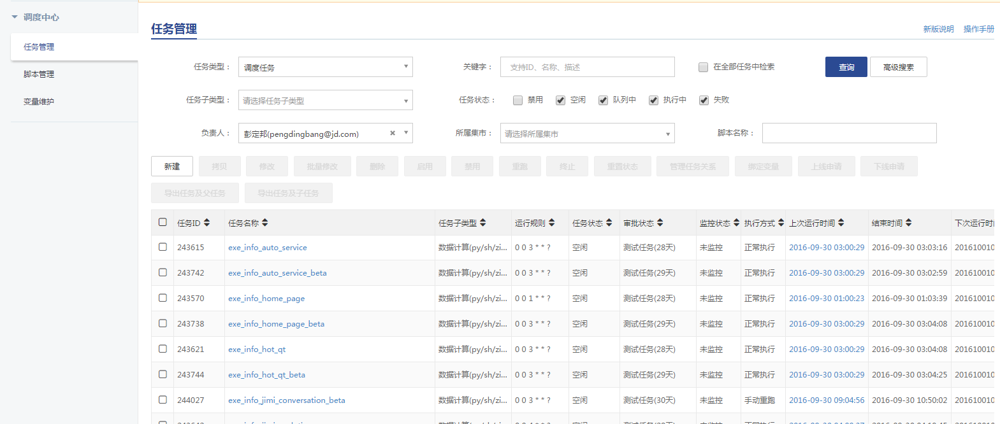 调度中心
任务管理
脚本管理
变量维护
任务管理
新版说明 操作手册
任务类型： 调度任务 关键字： 支持ID、名称、描述 在全部任务中检索 查询 高级搜索
任务子类型： 请选择任务子类型 任务状态： 禁用 空闲 队列中 执行中 失败
负责人： 彭定邦(pengdingbang@jd.com) 所属集市： 请选择所属集市 脚本名称：
新建 拷贝 修改 批量修改 删除 启用 禁用 重跑 终止 重置状态 管理任务关系 绑定变量 上线申请 下线申请
导出任务及父任务 导出任务及子任务
任务ID 任务名称 任务子类型 运行规则 任务状态 审批状态 监控状态 执行方式 上次运行时间 结束时间 下次运行时间
243615 exe_info_auto_service 数据计算(py/sh/zi... 0 0 3 * * ? 空闲 测试任务(28天) 未监控 正常执行 2016-09-30 03:00:29 2016-09-30 03:03:16 201610010
243742 exe_info_auto_service_beta 数据计算(py/sh/zi... 0 0 3 * * ? 空闲 测试任务(29天) 未监控 正常执行 2016-09-30 03:00:29 2016-09-30 03:02:59 201610010
243570 exe_info_home_page 数据计算(py/sh/zi... 0 0 1 * * ? 空闲 测试任务(28天) 未监控 正常执行 2016-09-30 01:00:23 2016-09-30 01:03:39 201610010
243738 exe_info_home_page_beta 数据计算(py/sh/zi... 0 0 3 * * ? 空闲 测试任务(29天) 未监控 正常执行 2016-09-30 03:00:29 2016-09-30 03:04:08 201610010
243621 exe_info_hot_qt 数据计算(py/sh/zi... 0 0 3 * * ? 空闲 测试任务(28天) 未监控 正常执行 2016-09-30 03:00:29 2016-09-30 03:04:08 201610010
243744 exe_info_hot_qt_beta 数据计算(py/sh/zi... 0 0 3 * * ? 空闲 测试任务(29天) 未监控 正常执行 2016-09-30 03:00:29 2016-09-30 03:04:25 201610010
244027 exe_info_jimi_conversation_beta 数据计算(py/sh/zi... 0 0 3 * * ? 空闲 测试任务(30天) 未监控 手动重跑 2016-09-30 09:04:56 2016-09-30 10:50:02 201610010